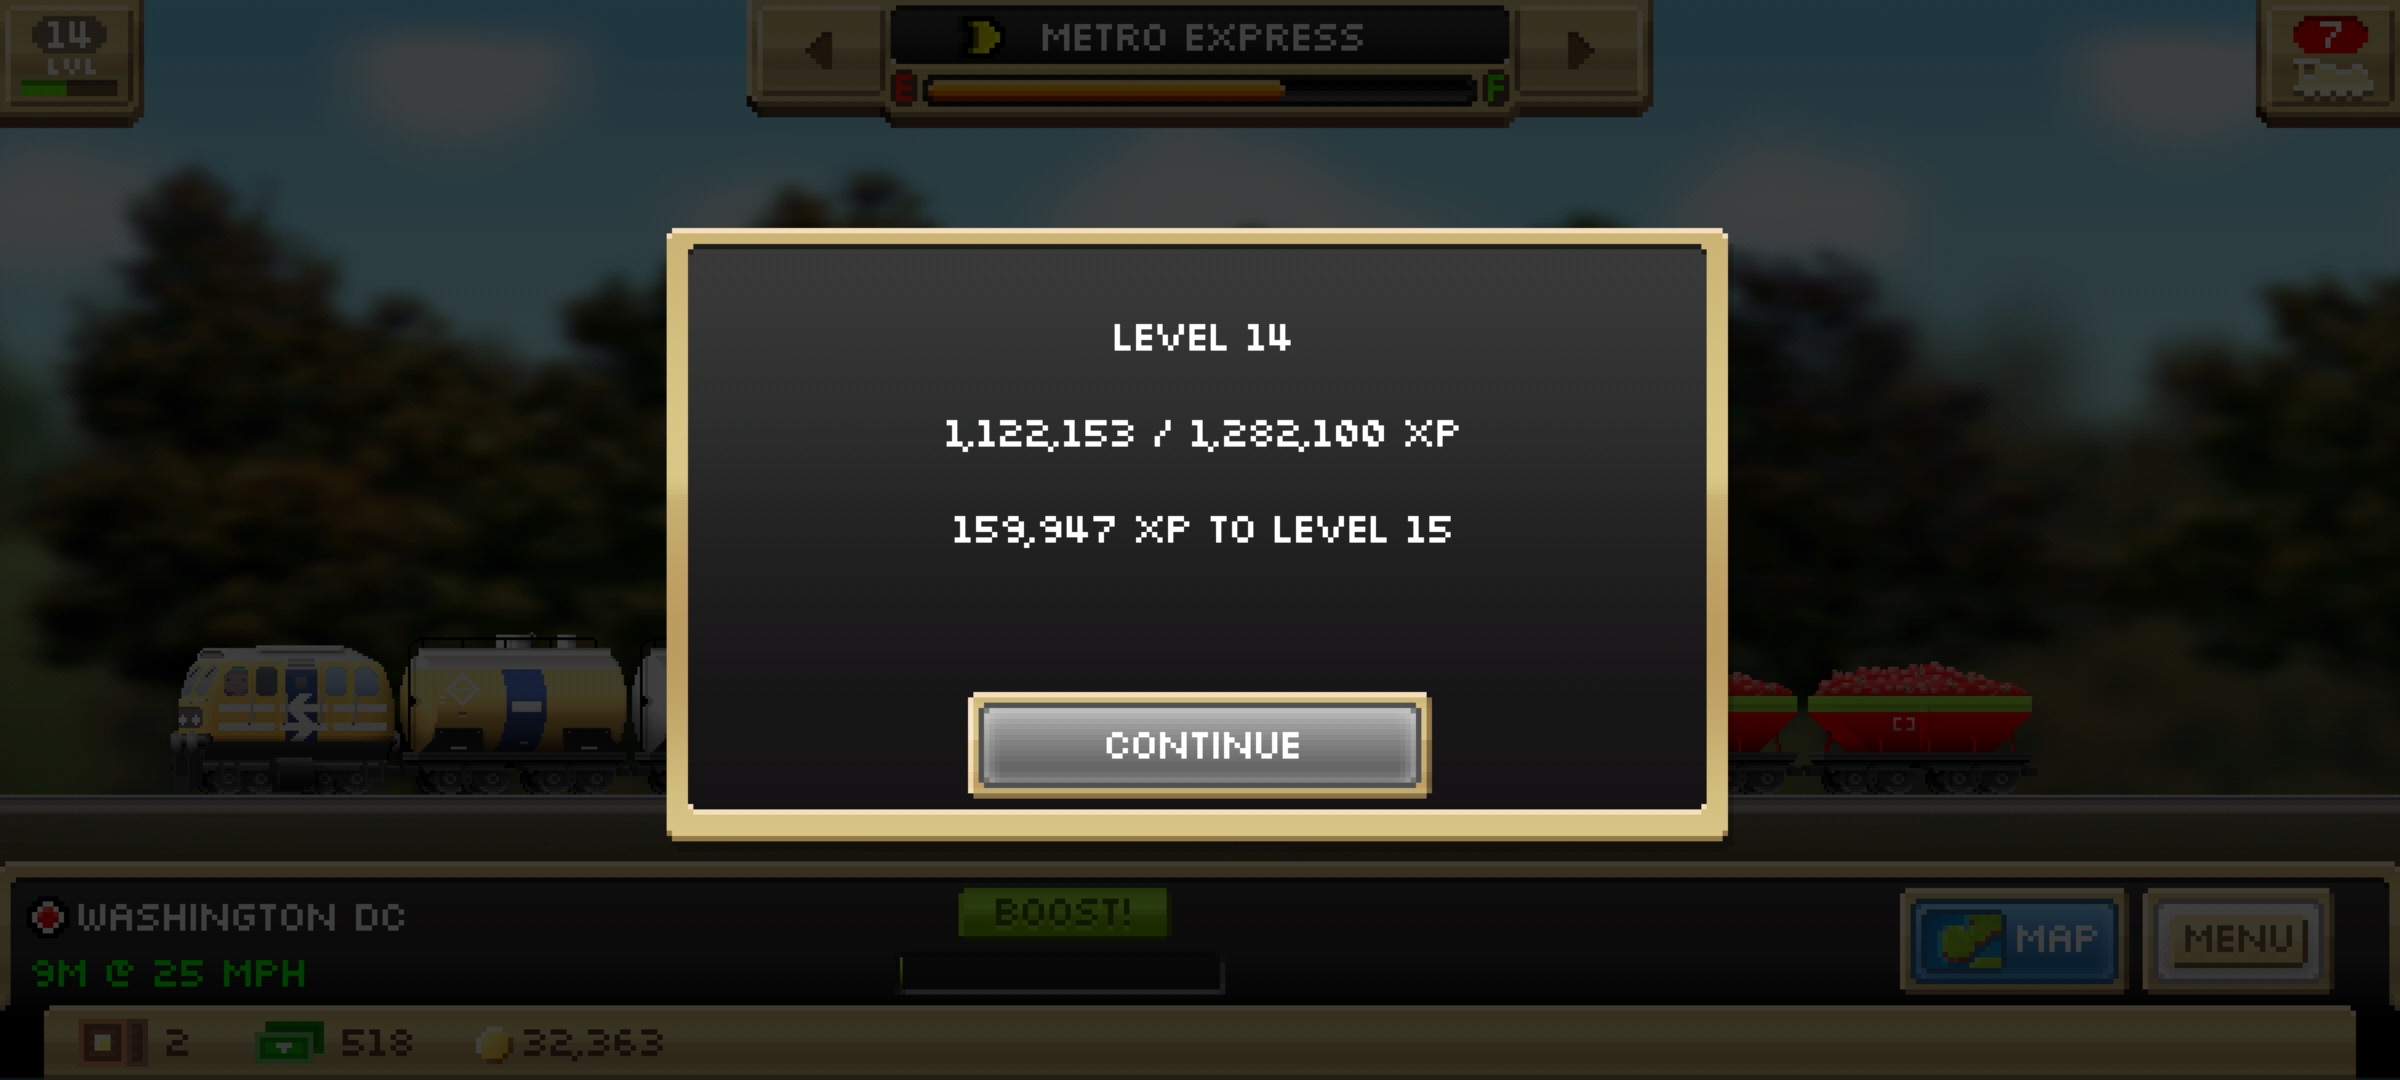 14
LVL
METRO EXPRESS
E F
7
LEVEL 14
1,122,153 / 1,282,100 XP
159,947 XP TO LEVEL 15
CONTINUE
WASHINGTON DC
9M @ 25 MPH
BOOST!
MAP
MENU
2 518 32,363